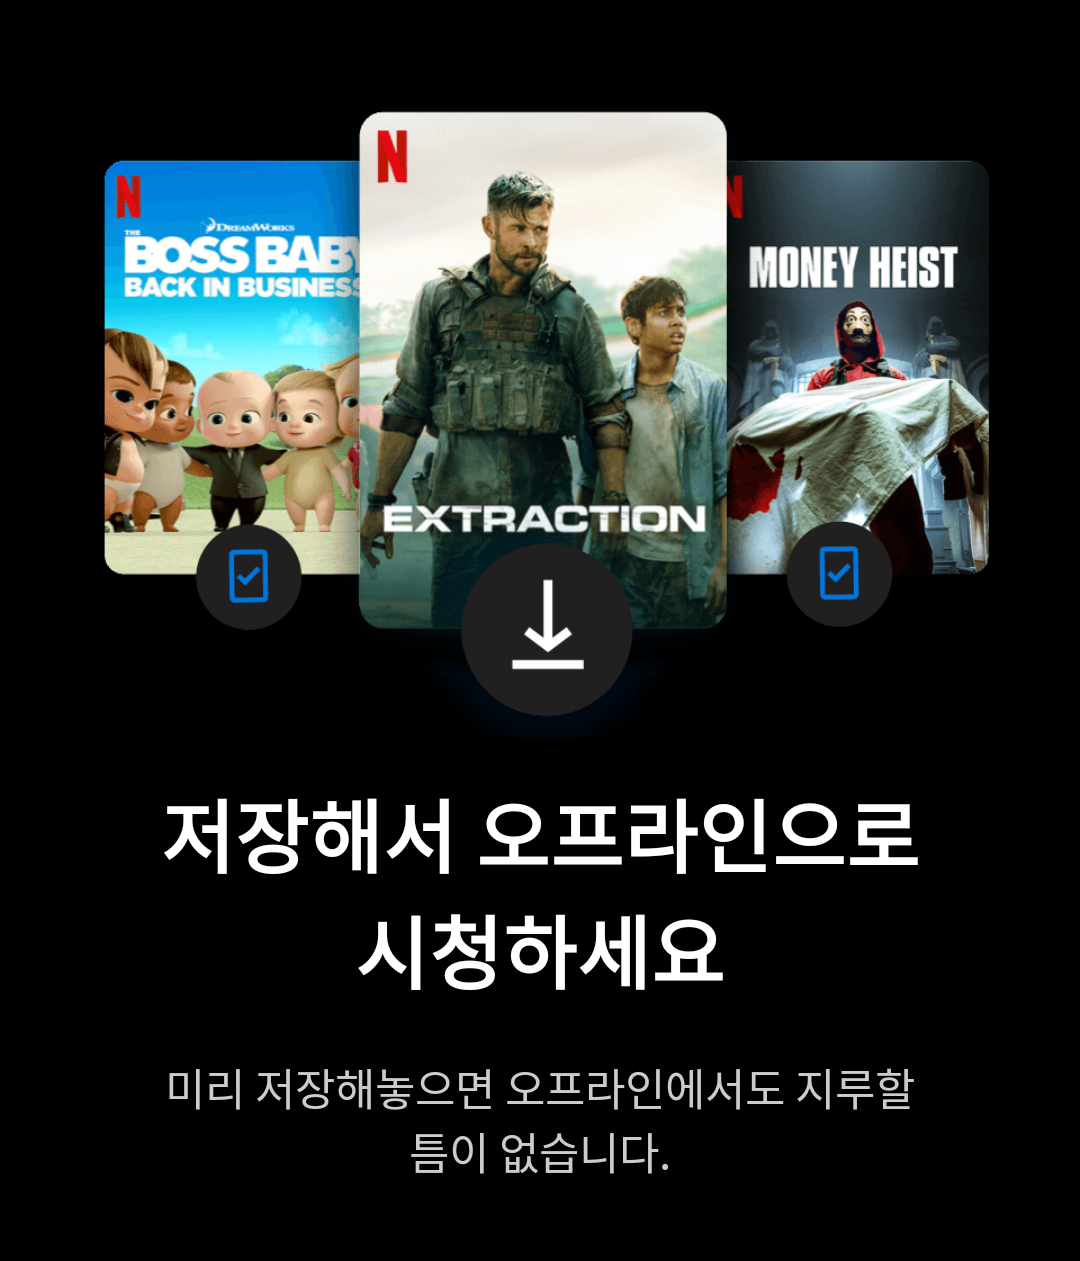 N
N
N
DREAMWORKS
THE
BOSS BABY
BACK IN BUSINESS
MONEY HEIST
EXTRACTION
저장해서 오프라인으로
시청하세요
미리 저장해놓으면 오프라인에서도 지루할
틈이 없습니다.